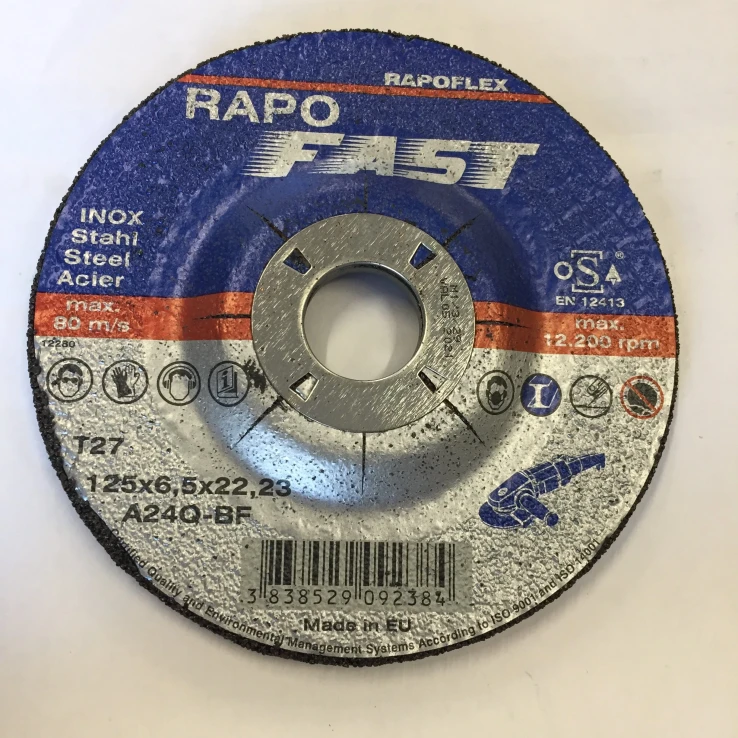 RAPOFLEX
RAPO
FAST
INOX
Stahl
Steel
Acier
oSa ®
EN 12413
max.
80 m/s
max.
12.200 rpm
12280
T27
125x6,5x22,23
A24Q-BF
3 838529 092384
Made in EU
Certified Quality and Environmental Management Systems According to ISO 9001 and ISO 14001